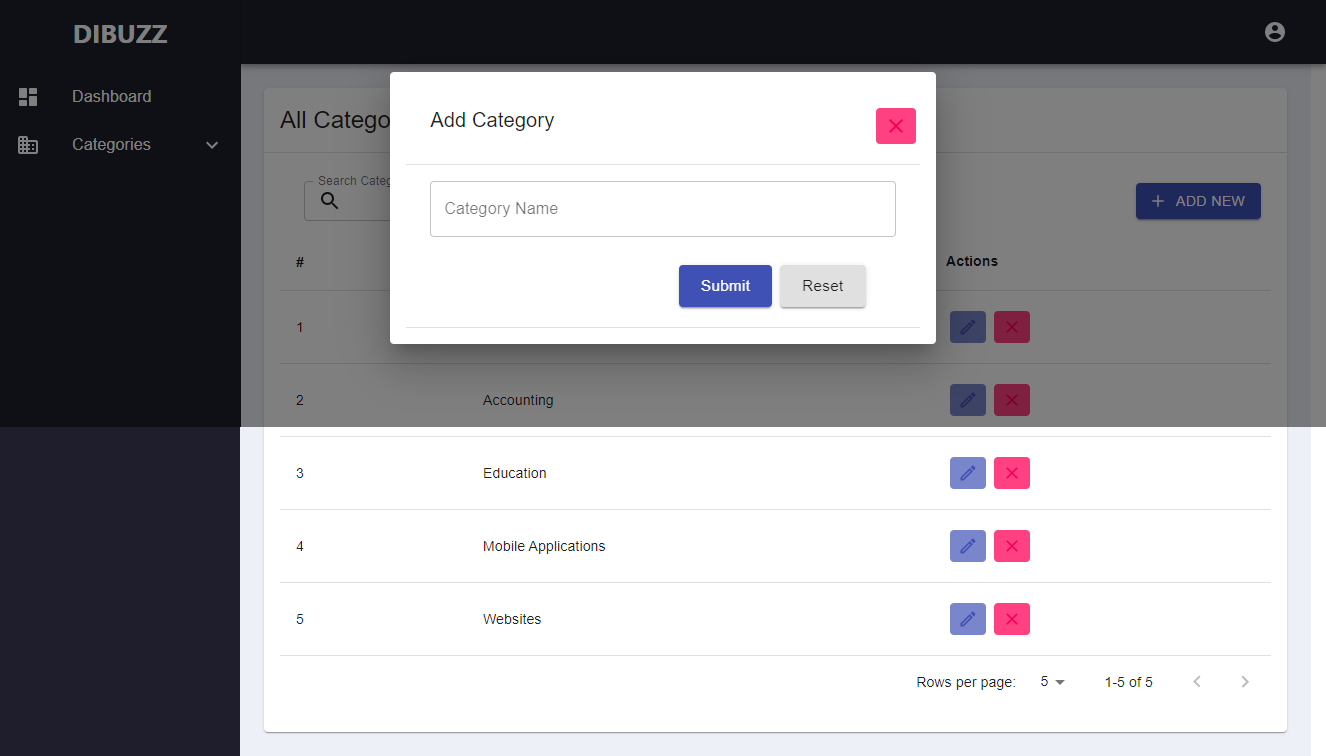 DIBUZZ
Dashboard
Categories
All Catego
Add Category
Search Categ
Category Name
ADD NEW
Submit Reset
# Actions
1
2 Accounting
3 Education
4 Mobile Applications
5 Websites
Rows per page: 5 1-5 of 5